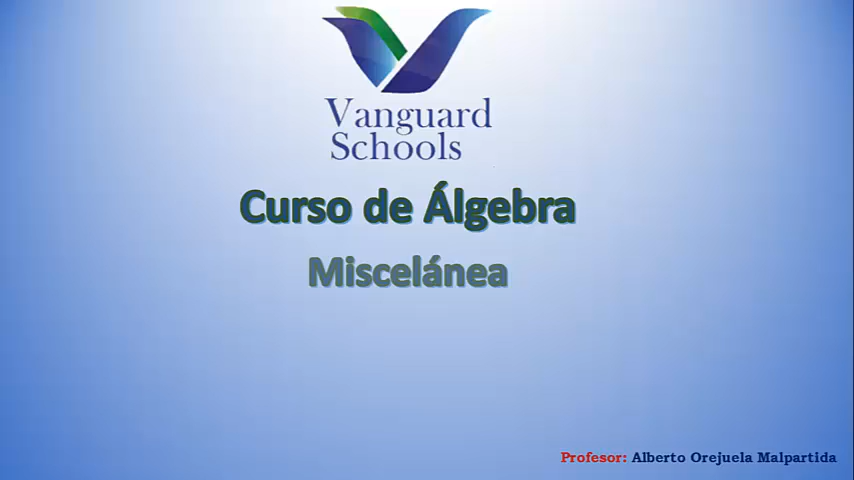 Vanguard
Schools
Curso de Álgebra
Miscelánea
Profesor: Alberto Orejuela Malpartida